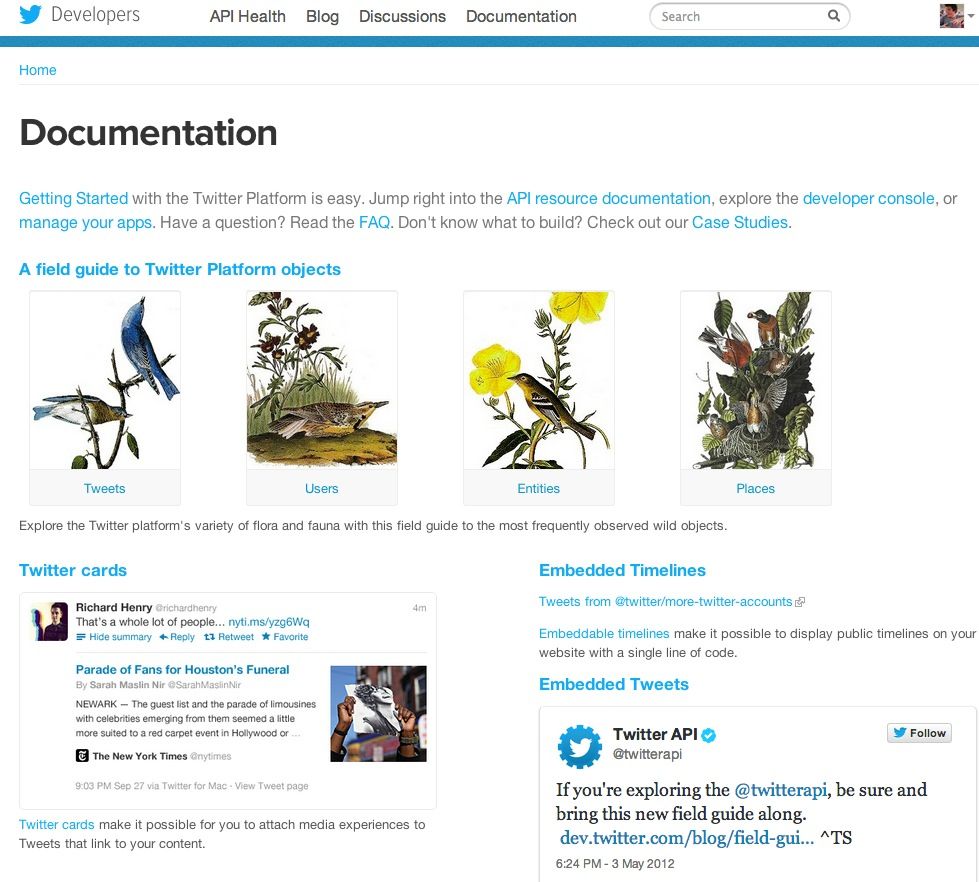 Developers
API Health
Blog
Discussions
Documentation
Search
Home
Documentation
Getting Started with the Twitter Platform is easy. Jump right into the API resource documentation, explore the developer console, or
manage your apps. Have a question? Read the FAQ. Don't know what to build? Check out our Case Studies.
A field guide to Twitter Platform objects
Tweets
Users
Entities
Places
Explore the Twitter platform's variety of flora and fauna with this field guide to the most frequently observed wild objects.
Twitter cards
Richard Henry @richardhenry
4m
That's a whole lot of people... nyti.ms/yzg6Wq
Hide summary Reply Retweet Favorite
Parade of Fans for Houston's Funeral
By Sarah Maslin Nir @SarahMaslinNir
NEWARK — The guest list and the parade of limousines
with celebrities emerging from them seemed a little
more suited to a red carpet event in Hollywood or ...
The New York Times @nytimes
9:03 PM Sep 27 via Twitter for Mac · View Tweet page
Twitter cards make it possible for you to attach media experiences to
Tweets that link to your content.
Embedded Timelines
Tweets from @twitter/more-twitter-accounts
Embeddable timelines make it possible to display public timelines on your
website with a single line of code.
Embedded Tweets
Twitter API
@twitterapi
Follow
If you're exploring the @twitterapi, be sure and
bring this new field guide along.
dev.twitter.com/blog/field-gui... ^TS
6:24 PM - 3 May 2012